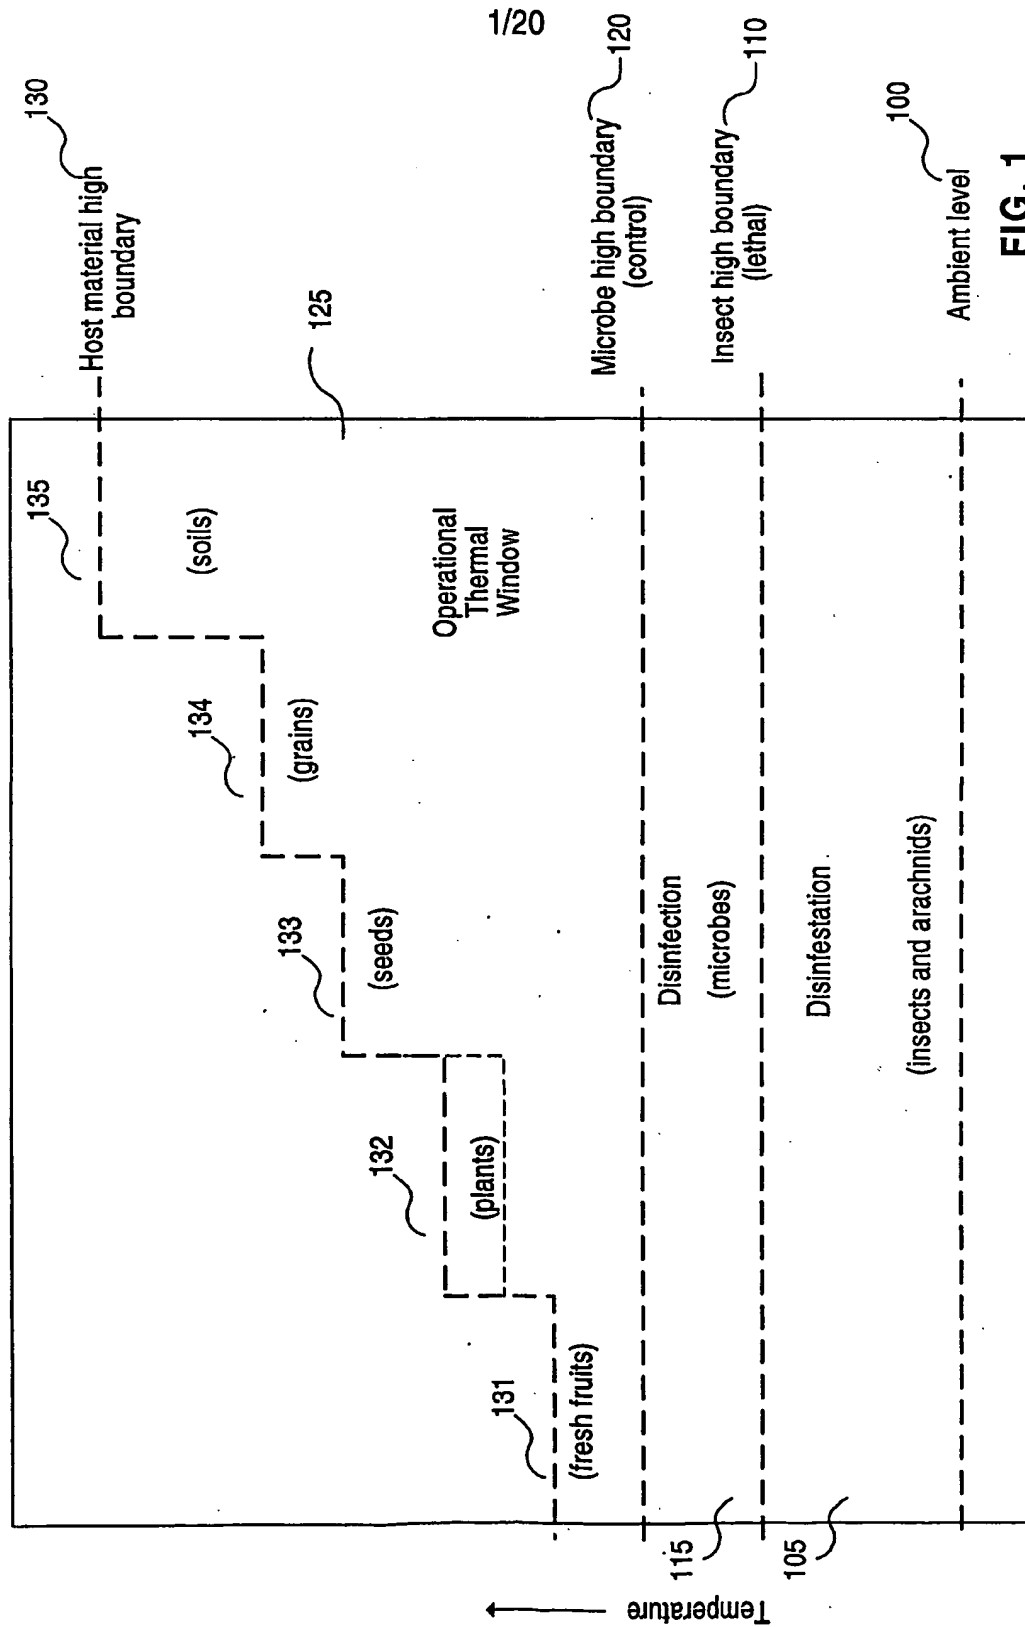 1/20
130
Host material high
boundary
135
125
(soils)
134
(grains)
Operational
Thermal
Window
133
(seeds)
132
(plants)
131
(fresh fruits)
Microbe high boundary
(control)
120
Disinfection
(microbes)
115
Insect high boundary
(lethal)
110
Disinfestation
(insects and arachnids)
105
Ambient level
100
Temperature
FIG. 1